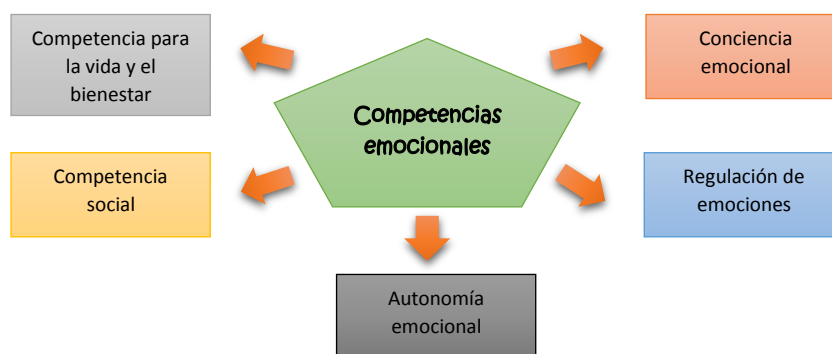 Competencia para
la vida y el
bienestar
Competencias
emocionales
Conciencia
emocional
Competencia
social
Regulación de
emociones
Autonomía
emocional